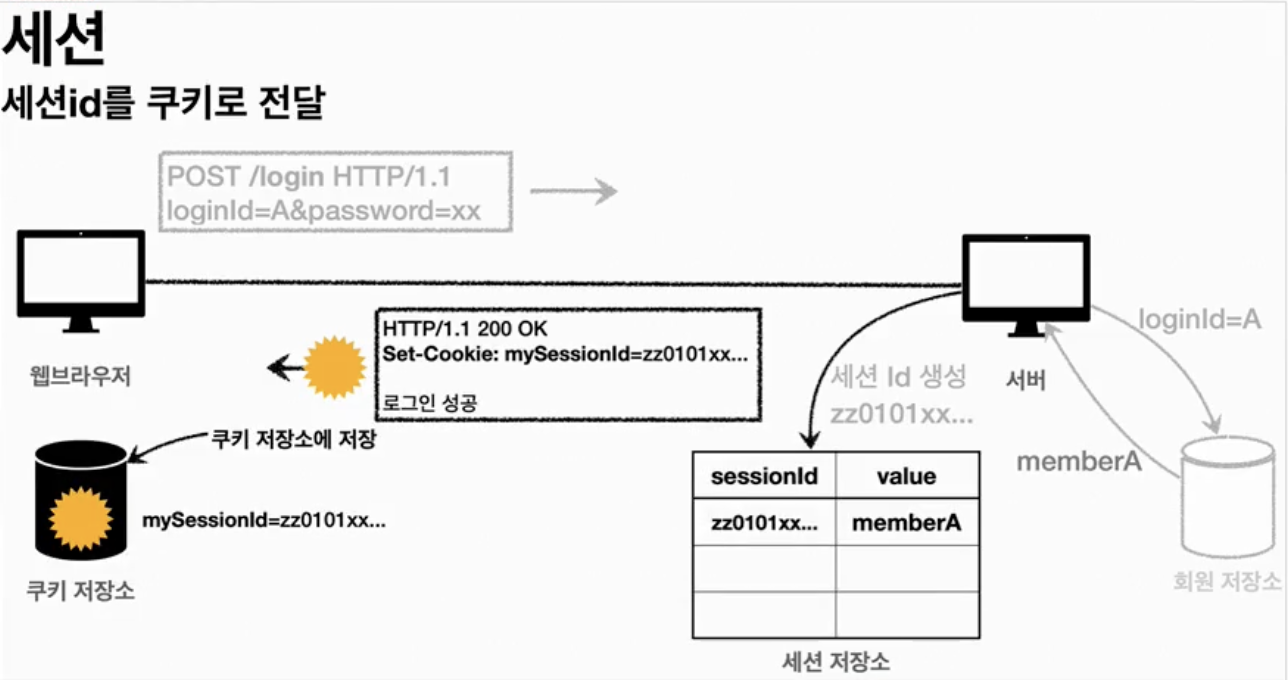 세션
세션id를 쿠키로 전달
POST /login HTTP/1.1
loginId=A&password=xx
웹브라우저
HTTP/1.1 200 OK
Set-Cookie: mySessionId=zz0101xx...
로그인 성공
쿠키 저장소에 저장
mySessionId=zz0101xx...
쿠키 저장소
세션 Id 생성
zz0101xx...
서버
loginId=A
memberA
회원 저장소
sessionId value
zz0101xx... memberA
세션 저장소